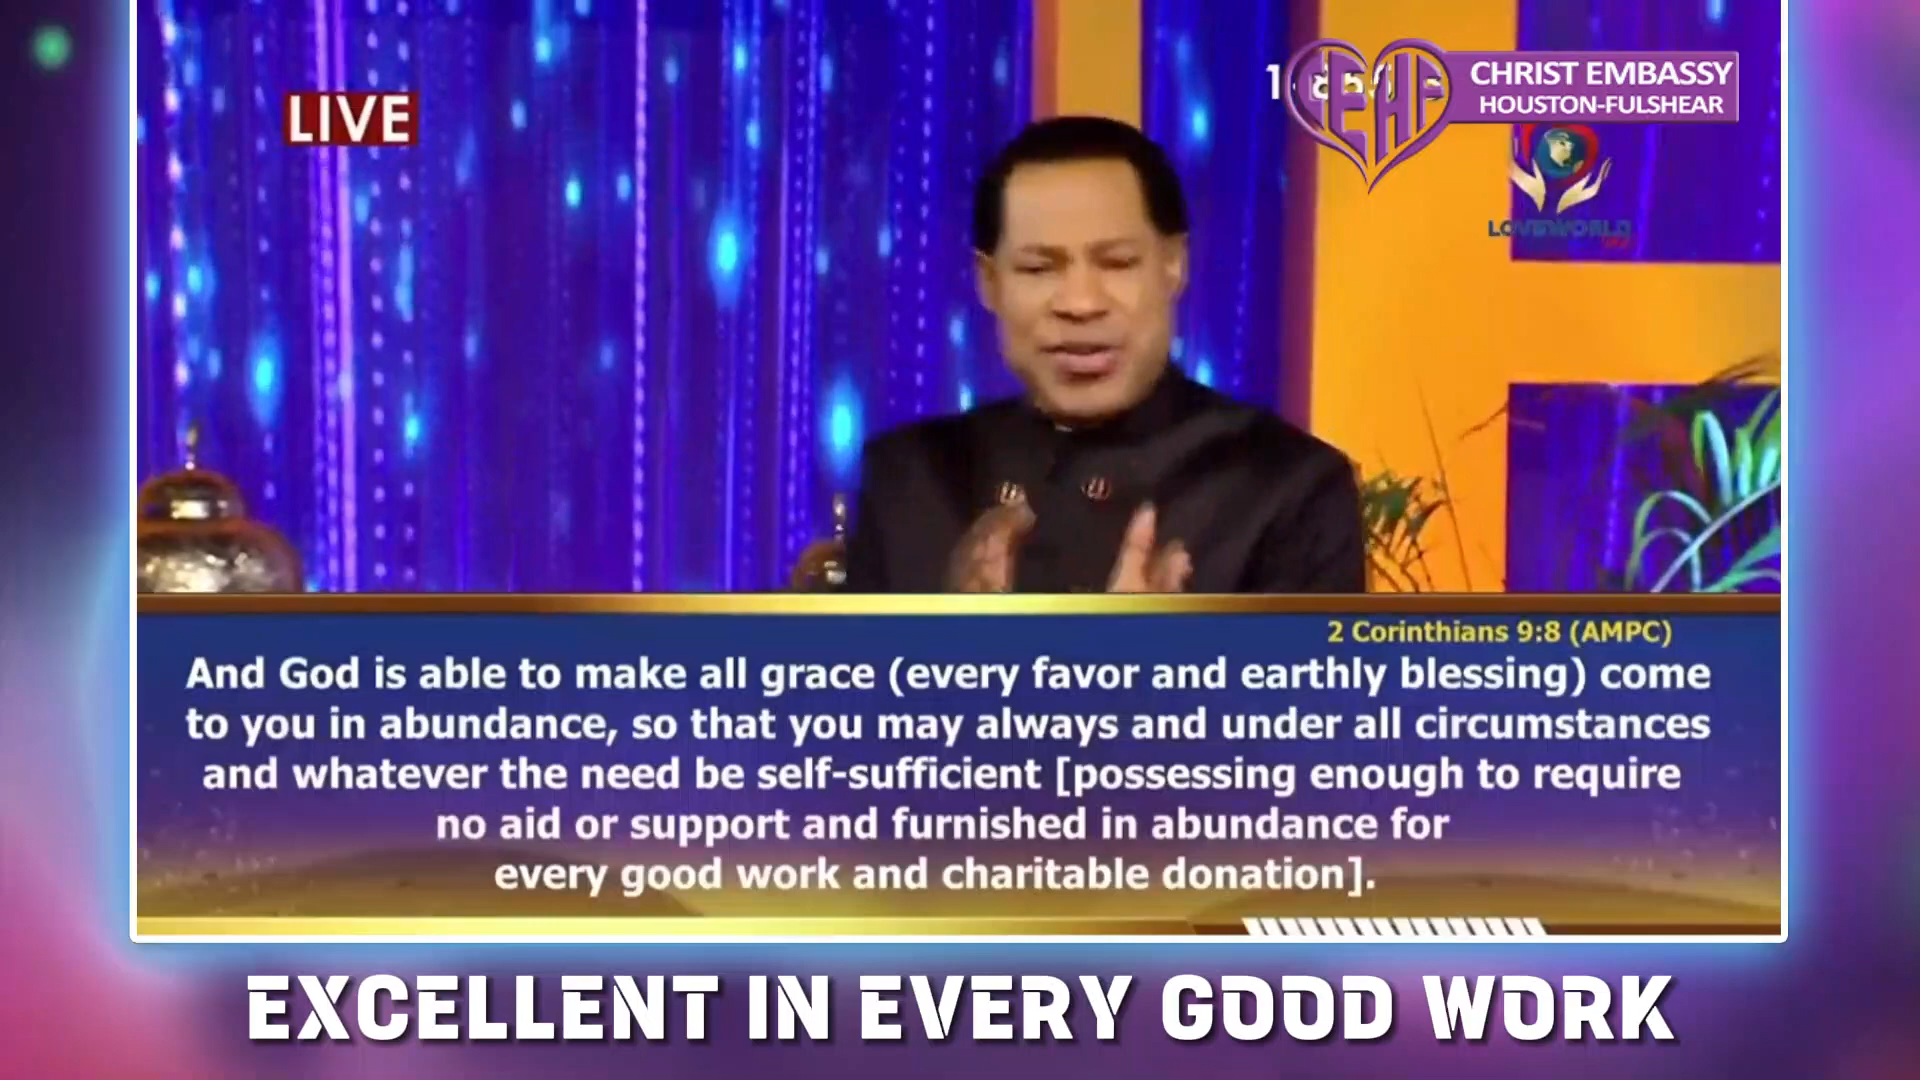 LIVE
CEAHF
CHRIST EMBASSY
HOUSTON-FULSHEAR
LOVEWORLD
2 Corinthians 9:8 (AMPC)
And God is able to make all grace (every favor and earthly blessing) come
to you in abundance, so that you may always and under all circumstances
and whatever the need be self-sufficient [possessing enough to require
no aid or support and furnished in abundance for
every good work and charitable donation].
EXCELLENT IN EVERY GOOD WORK